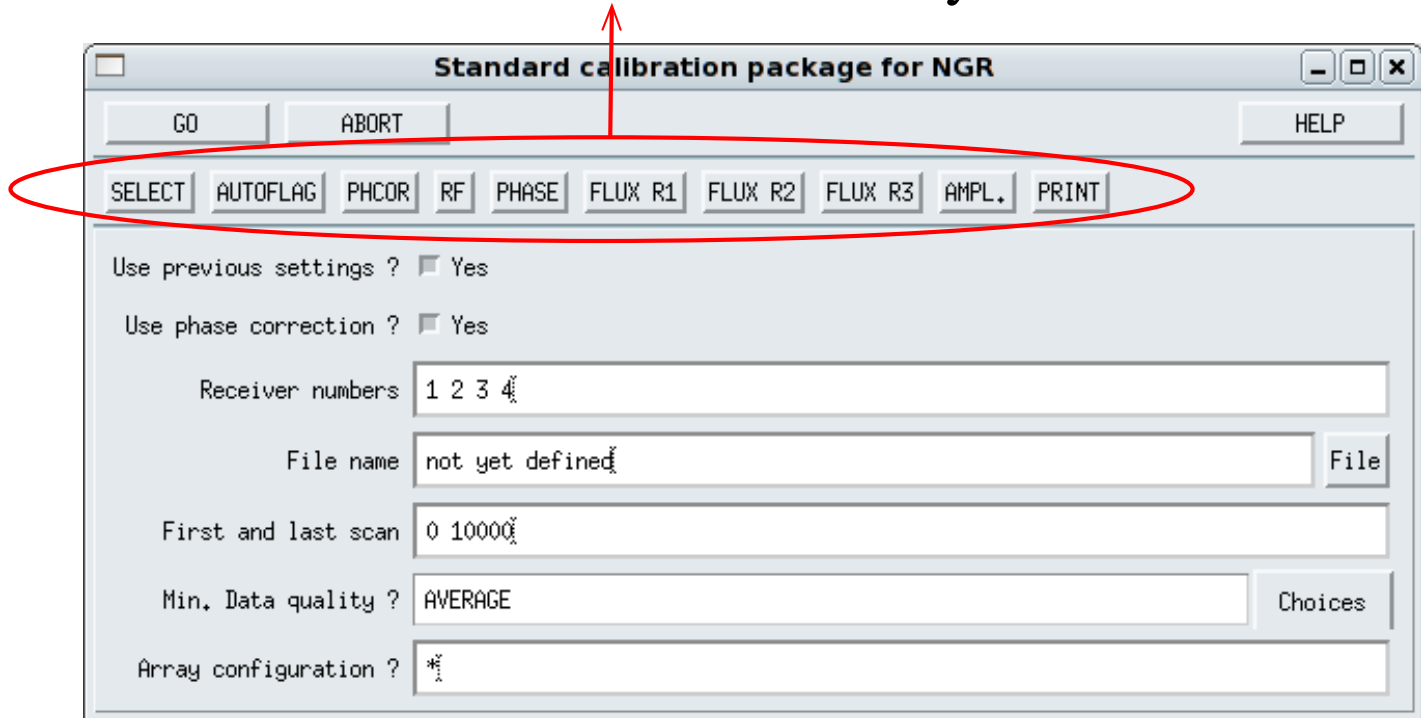 Standard calibration package for NGR
GO ABORT HELP
SELECT AUTOFLAG PHCOR RF PHASE FLUX R1 FLUX R2 FLUX R3 AMPL. PRINT
Use previous settings ? Yes
Use phase correction ? Yes
Receiver numbers 1 2 3 4
File name not yet defined File
First and last scan 0 10000
Min. Data quality ? AVERAGE Choices
Array configuration ? *